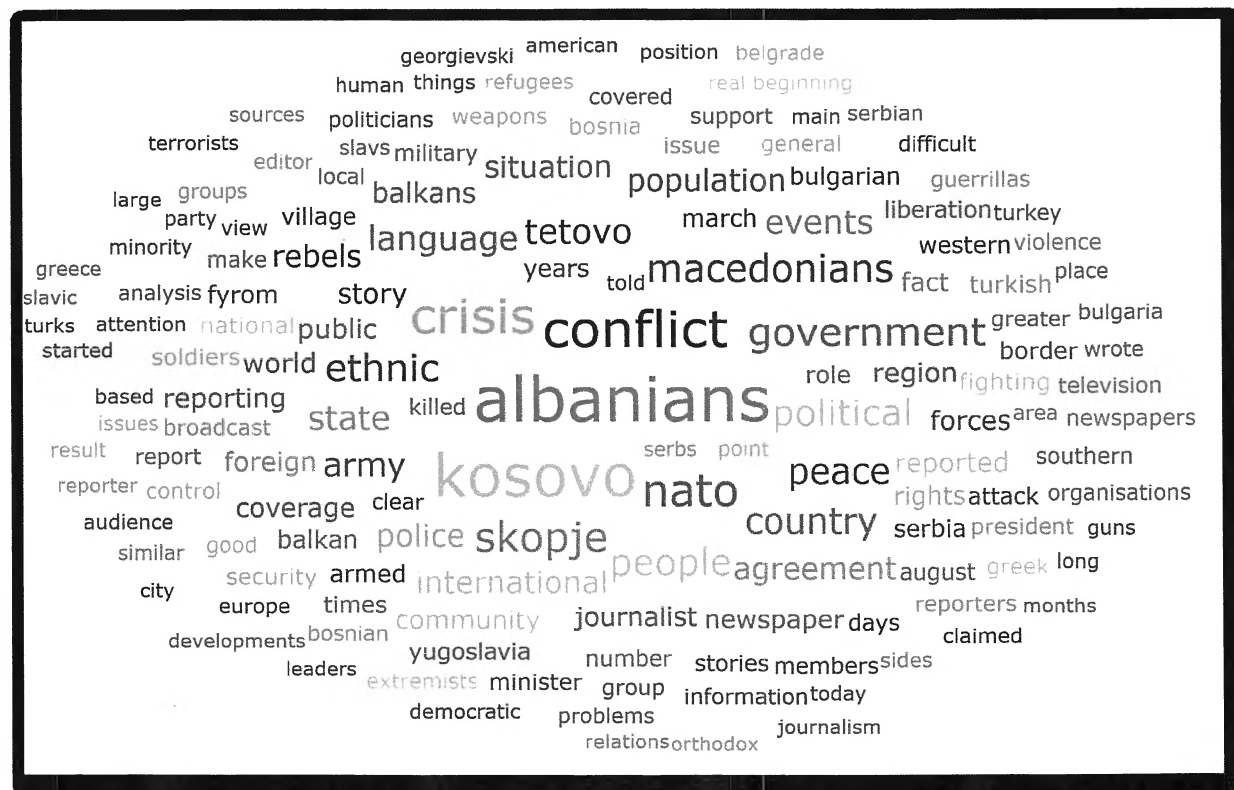 georgievski american position belgrade
human things refugees covered real beginning
sources politicians weapons bosnia support main serbian
terrorists editor slavs military situation issue general difficult
large groups local balkans population bulgarian guerrillas
party view village language tetovo march events liberation turkey
minority make rebels years told macedonians western violence
greece fact turkish place
slavic analysis fyrom story crisis conflict government greater bulgaria
turks attention national public
started soldiers world ethnic border wrote
based reporting state killed albanians role region fighting television
issues broadcast political forces area newspapers
result report foreign army kosovo serbs point peace reported southern
reporter control coverage clear nato rights attack organisations
audience country serbia president guns
similar good balkan police skopje people agreement august greek long
city security armed international
europe times community journalist newspaper days reporters months
developments bosnian claimed
leaders yugoslavia number stories members sides
extremists minister group information today
democratic problems journalism
relations orthodox